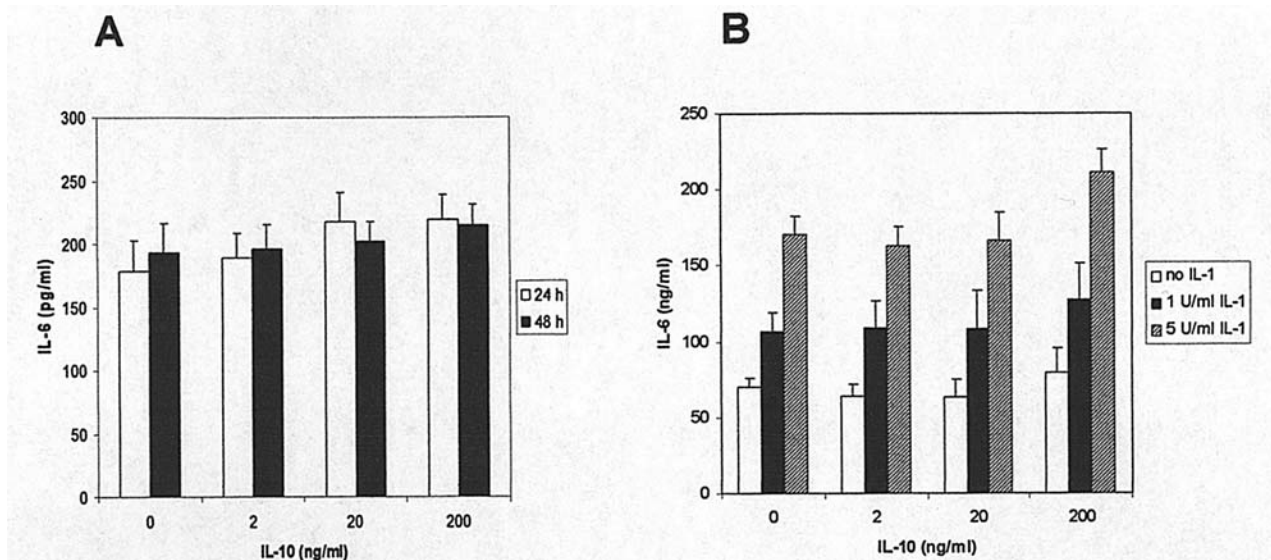 A
300
250
200
150
100
50
0
IL-6 (pg/ml)
0 2 20 200
IL-10 (ng/ml)
24 h
48 h
B
250
200
150
100
50
0
IL-6 (ng/ml)
0 2 20 200
IL-10 (ng/ml)
no IL-1
1 U/ml IL-1
5 U/ml IL-1